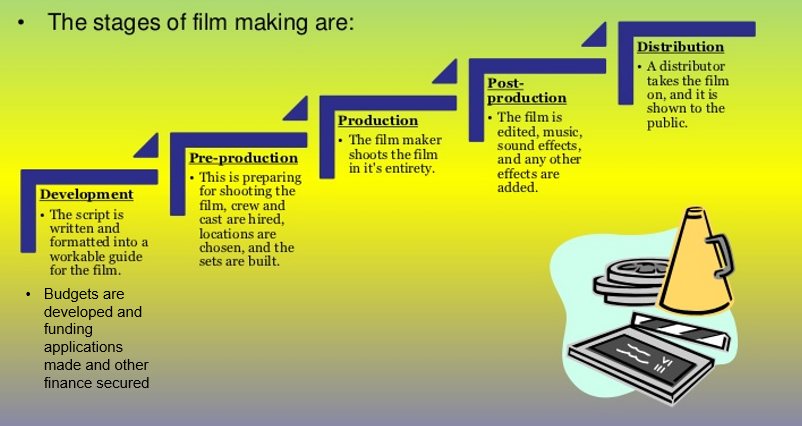 • The stages of film making are:
Development
• The script is
written and
formatted into a
workable guide
for the film.
• Budgets are
developed and
funding
applications
made and other
finance secured
Pre-production
• This is preparing
for shooting the
film, crew and
cast are hired,
locations are
chosen, and the
sets are built.
Production
• The film maker
shoots the film
in it's entirety.
Post-
production
• The film is
edited, music,
sound effects,
and any other
effects are
added.
Distribution
• A distributor
takes the film
on, and it is
shown to the
public.
VI
III